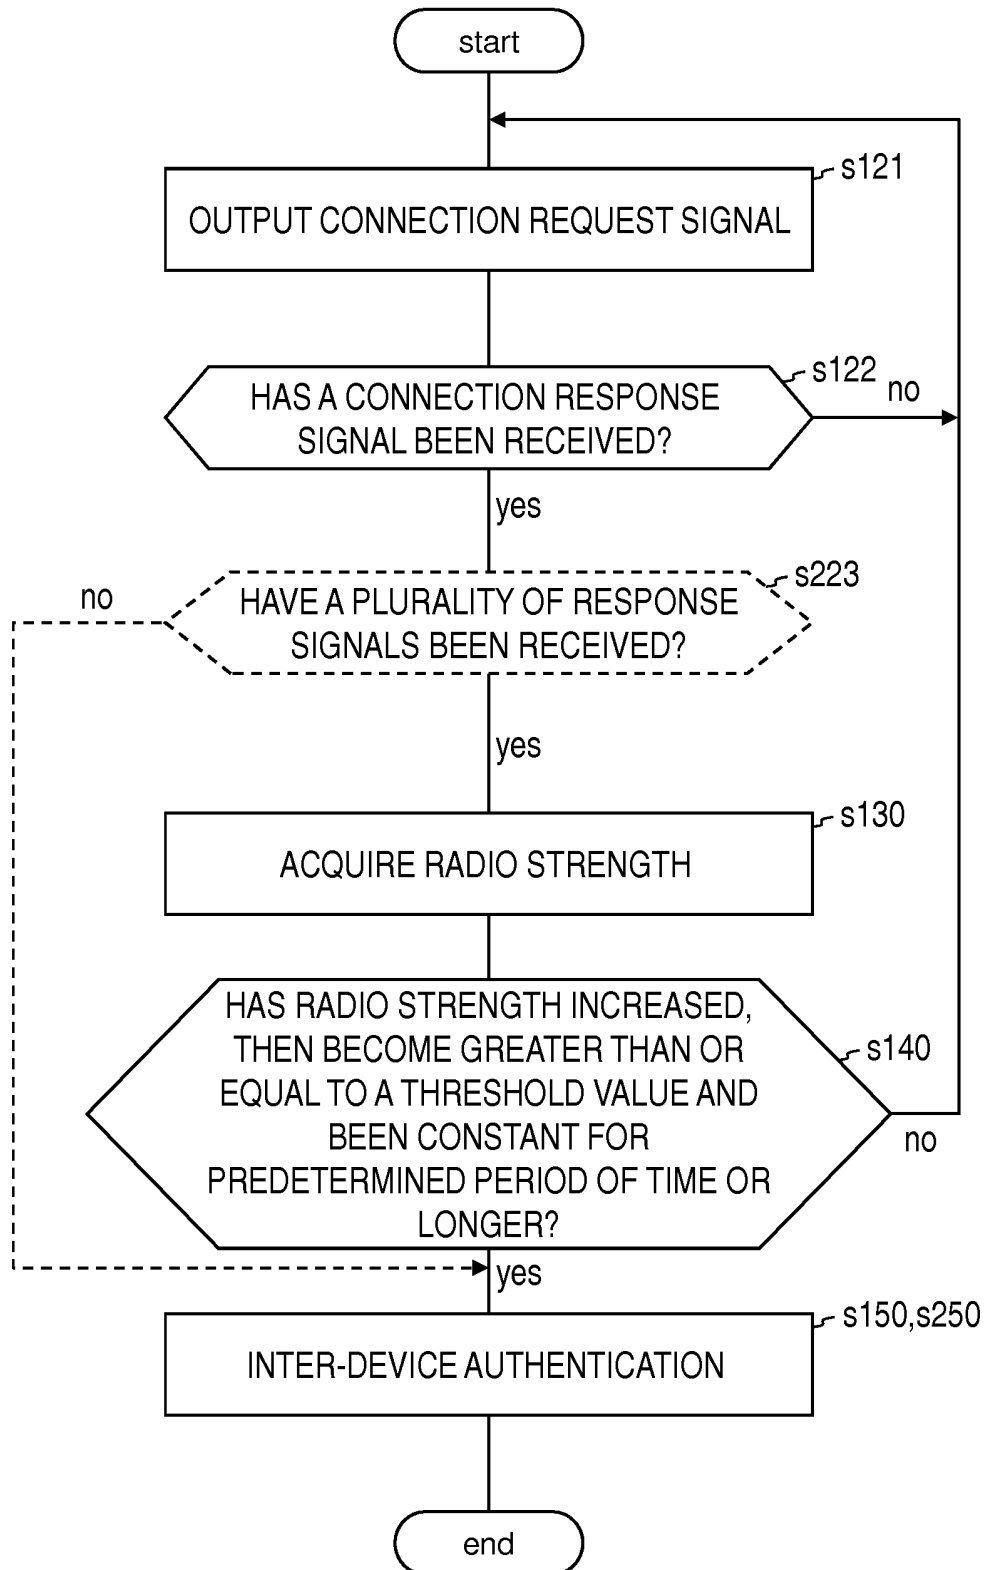 start
s121
OUTPUT CONNECTION REQUEST SIGNAL
s122
HAS A CONNECTION RESPONSE
SIGNAL BEEN RECEIVED?
no
yes
s223
HAVE A PLURALITY OF RESPONSE
SIGNALS BEEN RECEIVED?
no
yes
s130
ACQUIRE RADIO STRENGTH
HAS RADIO STRENGTH INCREASED,
THEN BECOME GREATER THAN OR
EQUAL TO A THRESHOLD VALUE AND
BEEN CONSTANT FOR
PREDETERMINED PERIOD OF TIME OR
LONGER?
s140
no
yes
s150,s250
INTER-DEVICE AUTHENTICATION
end